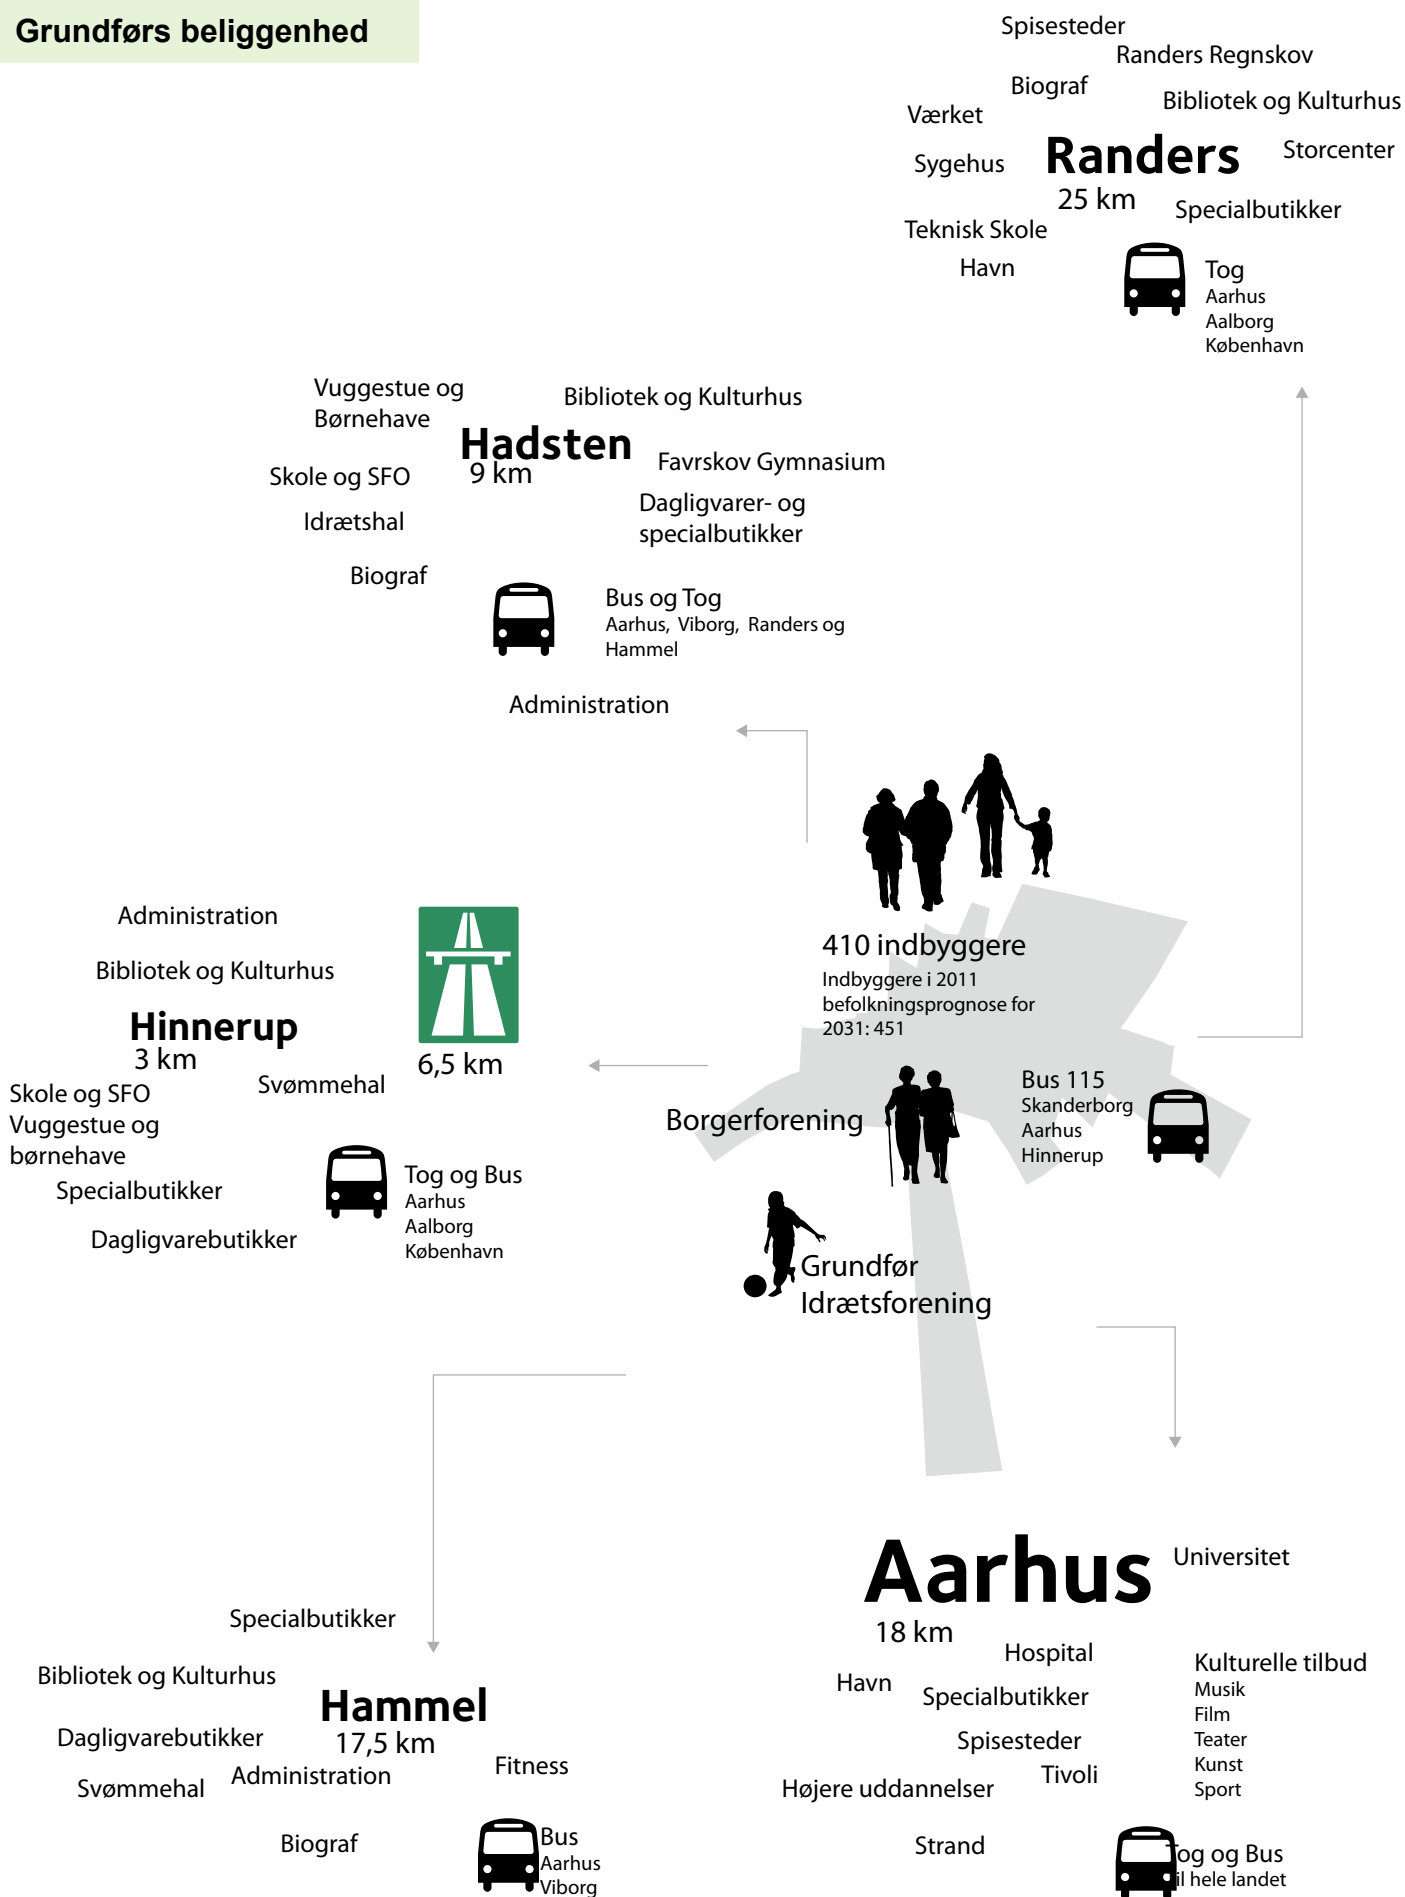 Grundførs beliggenhed
Spisesteder
Randers Regnskov
Biograf
Bibliotek og Kulturhus
Værket
Randers
Storcenter
Sygehus
25 km
Specialbutikker
Teknisk Skole
Havn
Tog
Aarhus
Aalborg
København
Vuggestue og
Børnehave
Bibliotek og Kulturhus
Hadsten
9 km
Favrskov Gymnasium
Skole og SFO
Dagligvarer- og
specialbutikker
Idrætshal
Biograf
Bus og Tog
Aarhus, Viborg, Randers og
Hammel
Administration
Administration
Bibliotek og Kulturhus
Hinnerup
3 km
6,5 km
Svømmehal
Skole og SFO
Vuggestue og
børnehave
Specialbutikker
Dagligvarebutikker
Tog og Bus
Aarhus
Aalborg
København
410 indbyggere
Indbyggere i 2011
befolkningsprognose for
2031: 451
Borgerforening
Bus 115
Skanderborg
Aarhus
Hinnerup
Grundfør
Idrætsforening
Specialbutikker
Bibliotek og Kulturhus
Hammel
17,5 km
Dagligvarebutikker
Svømmehal
Administration
Fitness
Biograf
Bus
Aarhus
Viborg
Aarhus
18 km
Universitet
Hospital
Havn
Specialbutikker
Spisesteder
Tivoli
Højere uddannelser
Strand
Kulturelle tilbud
Musik
Film
Teater
Kunst
Sport
Tog og Bus
til hele landet